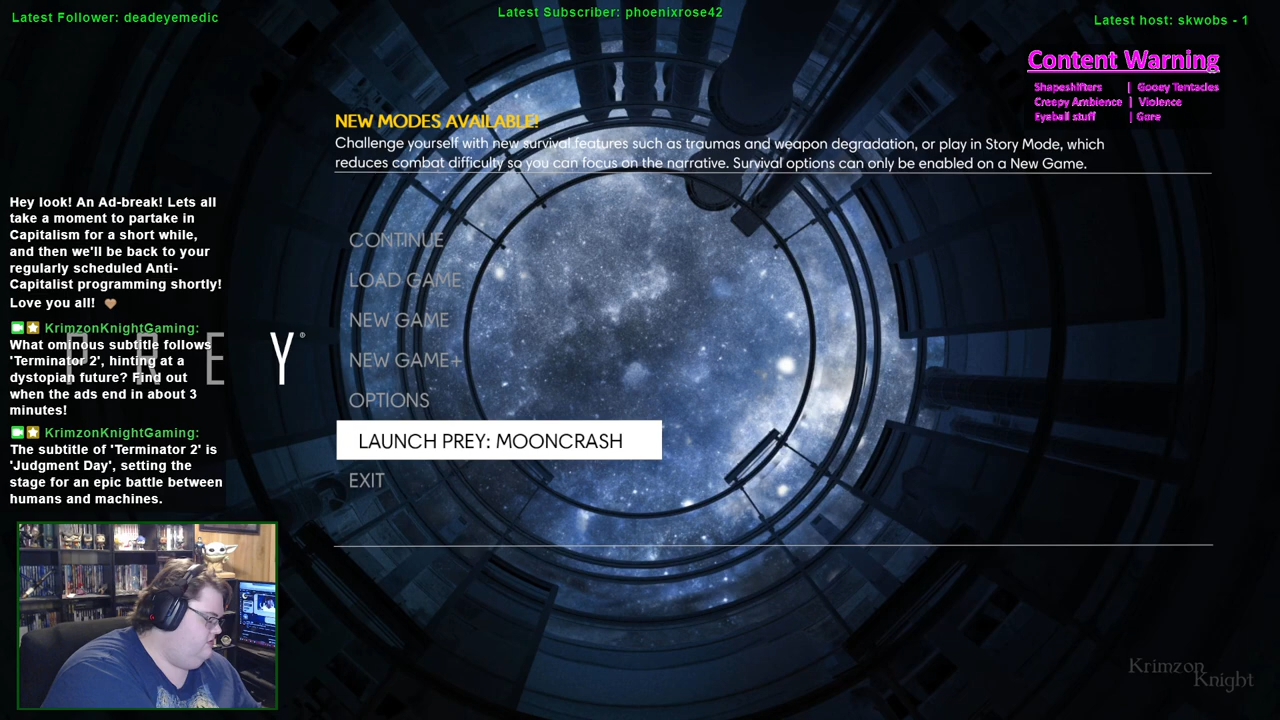 Latest Follower: deadeyemedic
Latest Subscriber: phoenixrose42
Latest host: skwobs - 1
Content Warning
Shapeshifters | Gooey Tentacles
Creepy Ambience | Violence
Eyeball stuff | Gore
NEW MODES AVAILABLE!
Challenge yourself with new survival features such as traumas and weapon degradation, or play in Story Mode, which
reduces combat difficulty so you can focus on the narrative. Survival options can only be enabled on a New Game.
Hey look! An Ad-break! Lets all
take a moment to partake in
Capitalism for a short while,
and then we'll be back to your
regularly scheduled Anti-
Capitalist programming shortly!
Love you all!
KrimzonKnightGaming:
What ominous subtitle follows
'Terminator 2', hinting at a
dystopian future? Find out
when the ads end in about 3
minutes!
KrimzonKnightGaming:
The subtitle of 'Terminator 2' is
'Judgment Day', setting the
stage for an epic battle between
humans and machines.
PREY®
CONTINUE
LOAD GAME
NEW GAME
NEW GAME+
OPTIONS
LAUNCH PREY: MOONCRASH
EXIT
Krimzon
Knight